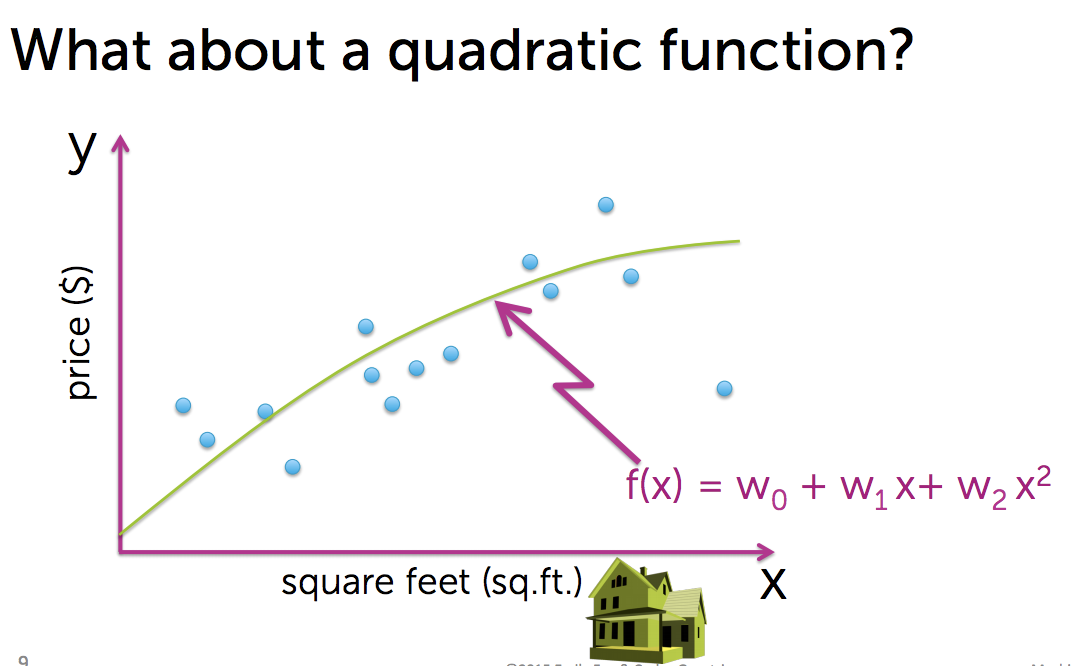 What about a quadratic function?
y
price ($)
f(x) = w₀ + w₁ x+ w₂ x²
square feet (sq.ft.)
x
9